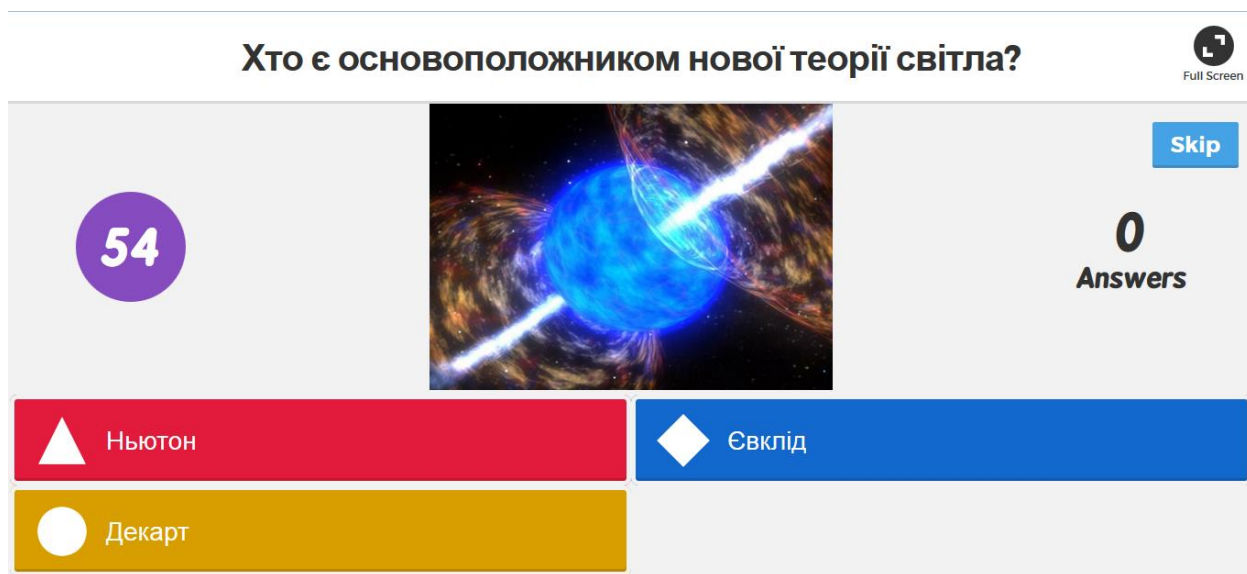 Хто є основоположником нової теорії світла?
Full Screen
Skip
54
0
Answers
Ньютон
Євклід
Декарт